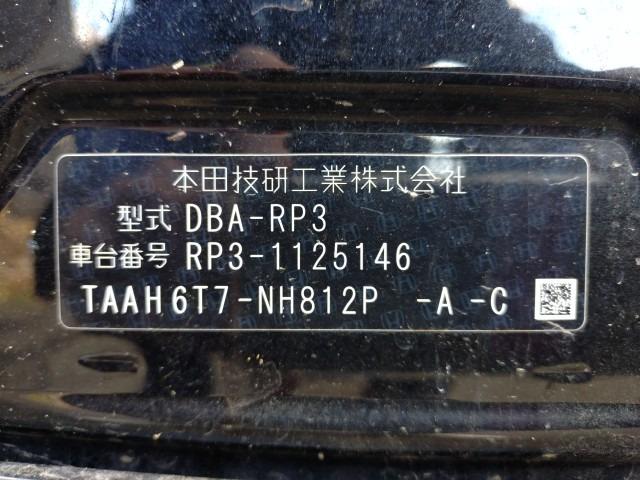 本田技研工業株式会社
型式 DBA-RP3
車台番号 RP3-1125146
TAAH6T7-NH812P -A -C